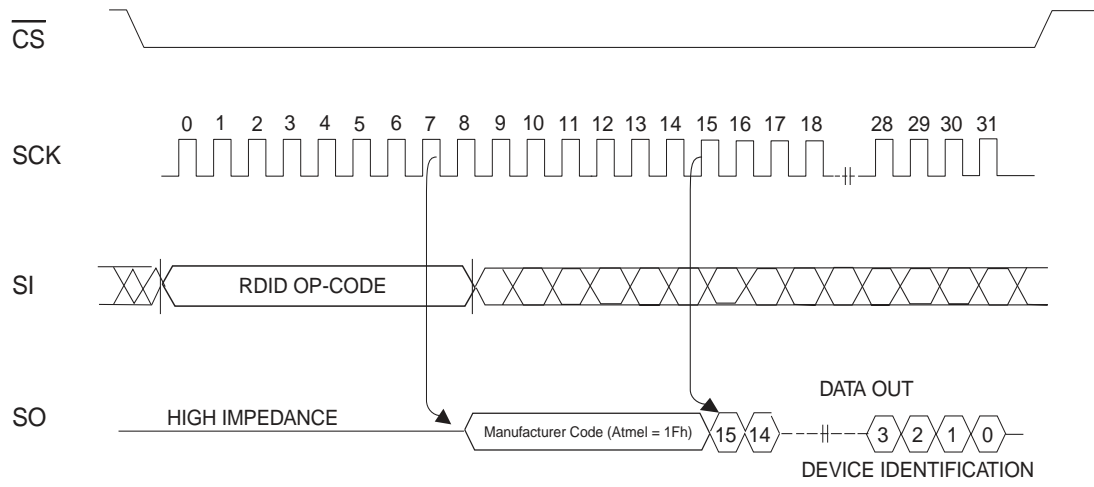 CS
0 1 2 3 4 5 6 7 8 9 10 11 12 13 14 15 16 17 18 28 29 30 31
SCK
SI
RDID OP-CODE
DATA OUT
SO
HIGH IMPEDANCE
Manufacturer Code (Atmel = 1Fh)
15 14 3 2 1 0
DEVICE IDENTIFICATION